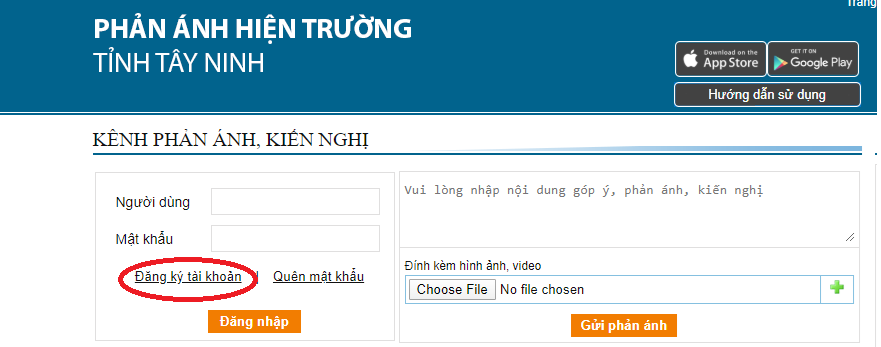 Trang
PHẢN ÁNH HIỆN TRƯỜNG
TỈNH TÂY NINH
Download on the
App Store
GET IT ON
Google Play
Hướng dẫn sử dụng
KÊNH PHẢN ÁNH, KIẾN NGHỊ
Người dùng
Mật khẩu
Đăng ký tài khoản | Quên mật khẩu
Đăng nhập
Vui lòng nhập nội dung góp ý, phản ánh, kiến nghị
Đính kèm hình ảnh, video
Choose File No file chosen
Gửi phản ánh